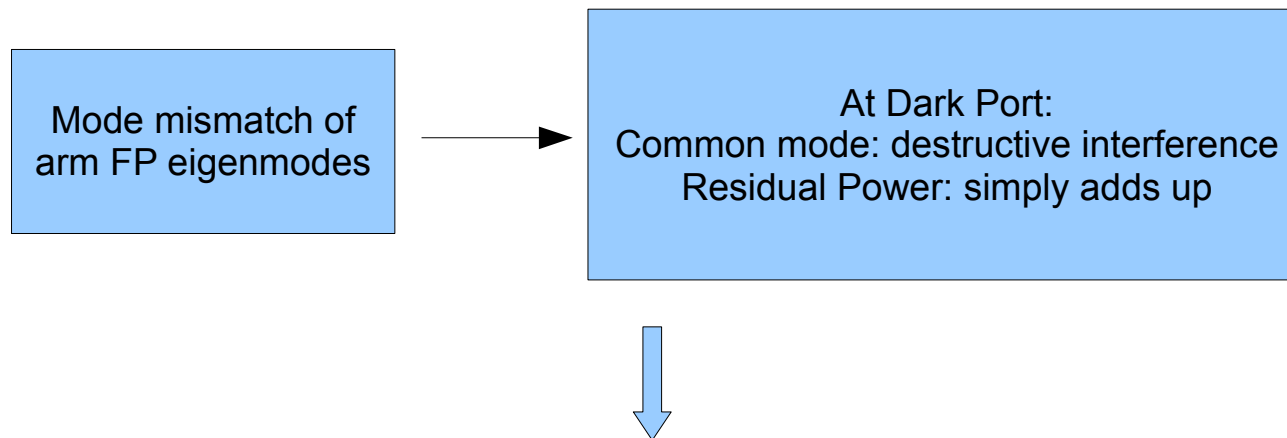 Mode mismatch of
arm FP eigenmodes
At Dark Port:
Common mode: destructive interference
Residual Power: simply adds up